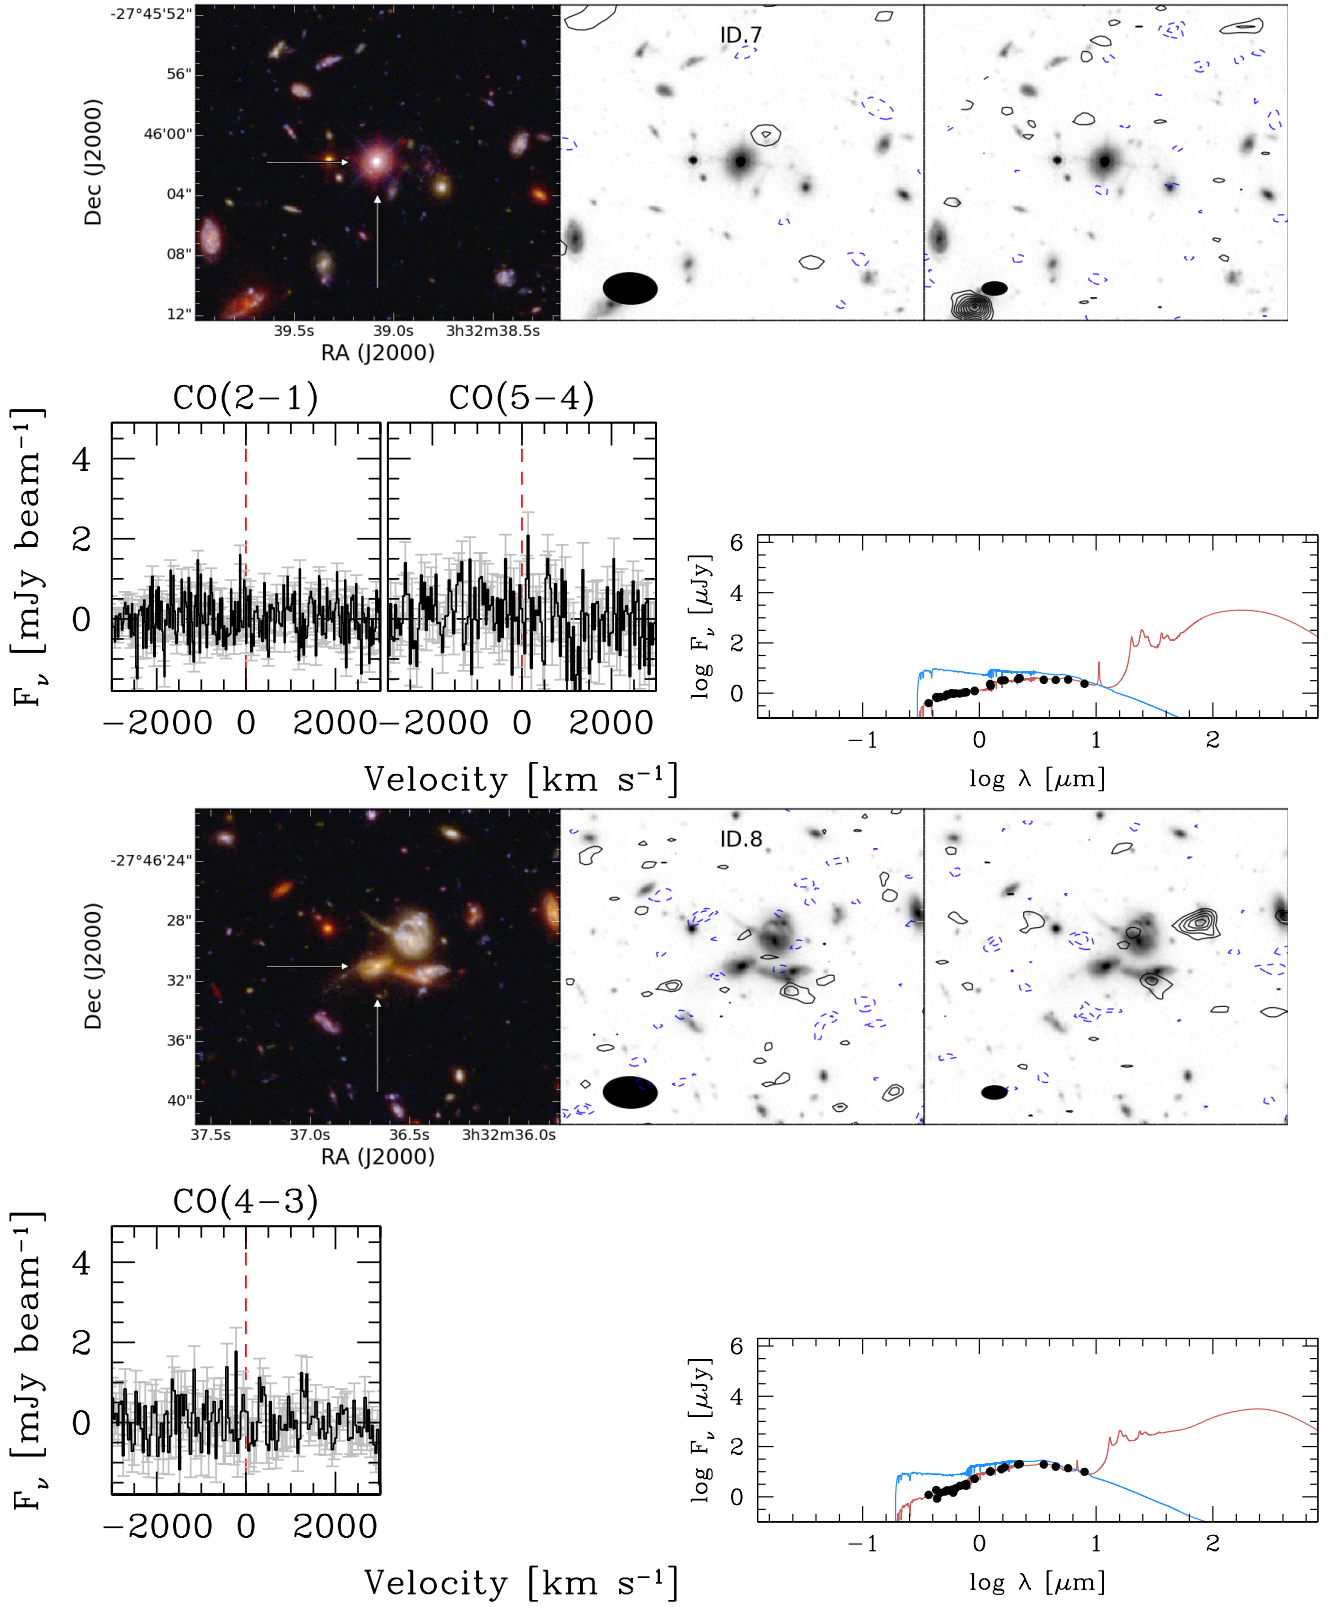 -27°45'52"
56"
46'00"
04"
08"
12"
Dec (J2000)
39.5s 39.0s 3h32m38.5s
RA (J2000)
ID.7
CO(2−1) CO(5−4)
4
2
0
F_ν [mJy beam⁻¹]
−2000 0 2000 −2000 0 2000
Velocity [km s⁻¹]
6
4
2
0
log F_ν [μJy]
−1 0 1 2
log λ [μm]
-27°46'24"
28"
32"
36"
40"
Dec (J2000)
37.5s 37.0s 36.5s 3h32m36.0s
RA (J2000)
ID.8
CO(4−3)
4
2
0
F_ν [mJy beam⁻¹]
−2000 0 2000
Velocity [km s⁻¹]
6
4
2
0
log F_ν [μJy]
−1 0 1 2
log λ [μm]